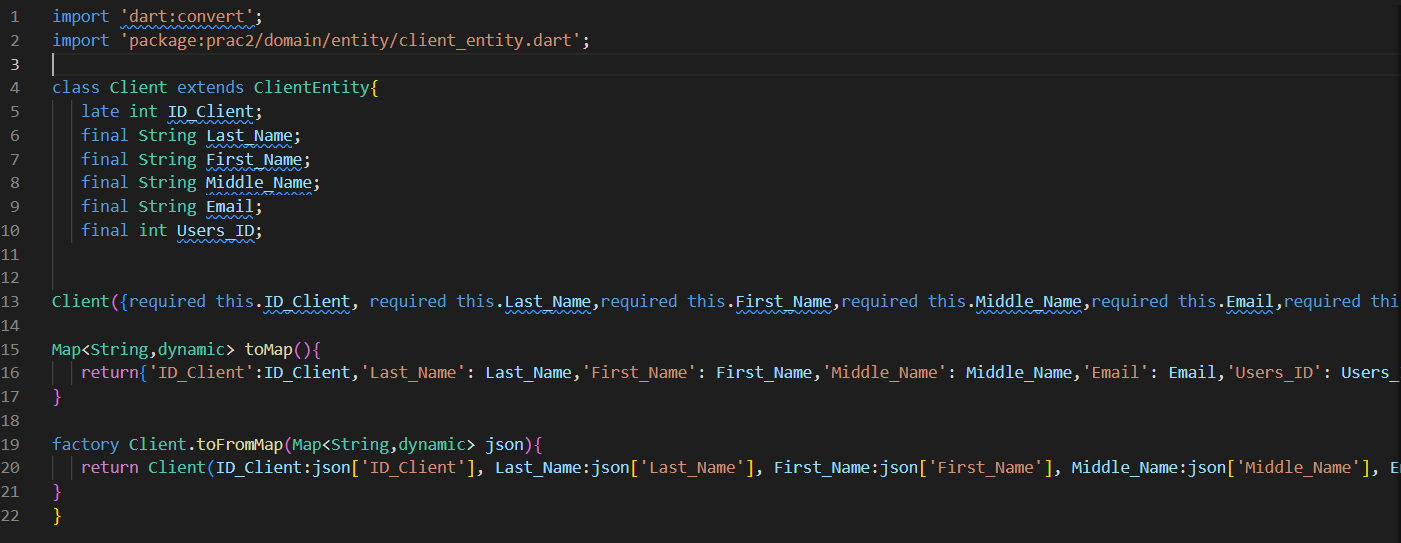 1 import 'dart:convert';
2 import 'package:prac2/domain/entity/client_entity.dart';
3
4 class Client extends ClientEntity{
5 late int ID_Client;
6 final String Last_Name;
7 final String First_Name;
8 final String Middle_Name;
9 final String Email;
10 final int Users_ID;
11
12
13 Client({required this.ID_Client, required this.Last_Name,required this.First_Name,required this.Middle_Name,required this.Email,required thi
14
15 Map<String,dynamic> toMap(){
16 return{'ID_Client':ID_Client,'Last_Name': Last_Name,'First_Name': First_Name,'Middle_Name': Middle_Name,'Email': Email,'Users_ID': Users_
17 }
18
19 factory Client.toFromMap(Map<String,dynamic> json){
20 return Client(ID_Client:json['ID_Client'], Last_Name:json['Last_Name'], First_Name:json['First_Name'], Middle_Name:json['Middle_Name'],
21 }
22 }